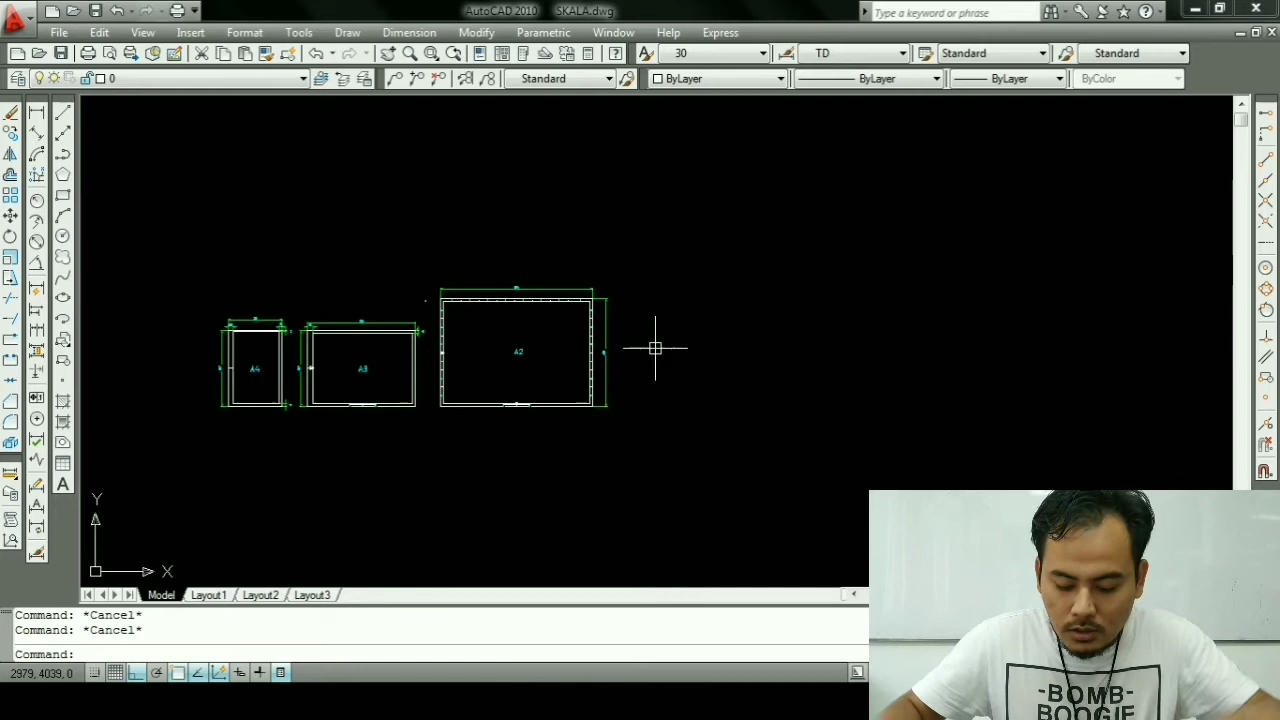 AutoCAD 2010 SKALA.dwg
Type a keyword or phrase
File Edit View Insert Format Tools Draw Dimension Modify Parametric Window Help Express
30 TD Standard Standard
0 Standard ByLayer ByLayer ByLayer ByColor
A4 A3 A2
Y
X
Model Layout1 Layout2 Layout3
Command: *Cancel*
Command: *Cancel*
Command:
2979, 4039, 0
-BOMB-
BOOGIE